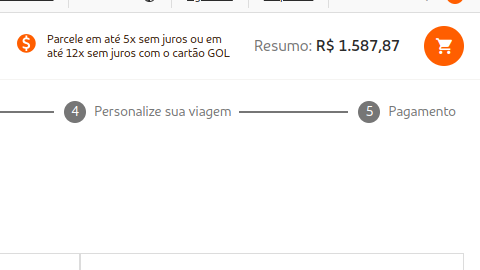 Parcele em até 5x sem juros ou em
até 12x sem juros com o cartão GOL
Resumo: R$ 1.587,87
4 Personalize sua viagem
5 Pagamento